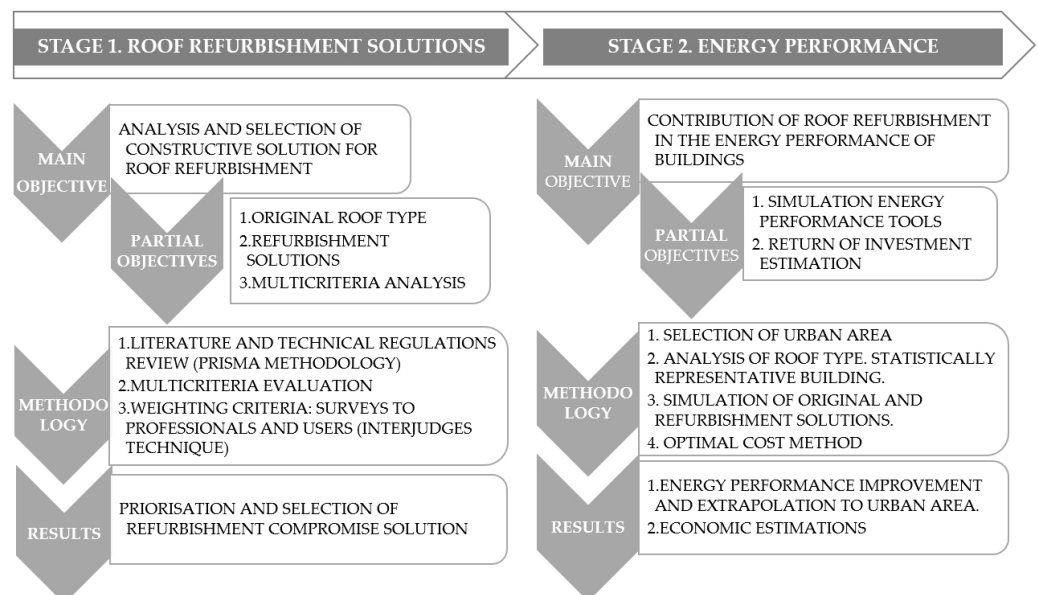 STAGE 1. ROOF REFURBISHMENT SOLUTIONS
MAIN
OBJECTIVE
ANALYSIS AND SELECTION OF
CONSTRUCTIVE SOLUTION FOR
ROOF REFURBISHMENT
PARTIAL
OBJECTIVES
1.ORIGINAL ROOF TYPE
2.REFURBISHMENT
SOLUTIONS
3.MULTICRITERIA ANALYSIS
METHODO
LOGY
1.LITERATURE AND TECHNICAL REGULATIONS
REVIEW (PRISMA METHODOLOGY)
2.MULTICRITERIA EVALUATION
3.WEIGHTING CRITERIA: SURVEYS TO
PROFESSIONALS AND USERS (INTERJUDGES
TECHNIQUE)
RESULTS
PRIORISATION AND SELECTION OF
REFURBISHMENT COMPROMISE SOLUTION
STAGE 2. ENERGY PERFORMANCE
MAIN
OBJECTIVE
CONTRIBUTION OF ROOF REFURBISHMENT
IN THE ENERGY PERFORMANCE OF
BUILDINGS
PARTIAL
OBJECTIVES
1. SIMULATION ENERGY
PERFORMANCE TOOLS
2. RETURN OF INVESTMENT
ESTIMATION
METHODO
LOGY
1. SELECTION OF URBAN AREA
2. ANALYSIS OF ROOF TYPE. STATISTICALLY
REPRESENTATIVE BUILDING.
3. SIMULATION OF ORIGINAL AND
REFURBISHMENT SOLUTIONS.
4. OPTIMAL COST METHOD
RESULTS
1.ENERGY PERFORMANCE IMPROVEMENT
AND EXTRAPOLATION TO URBAN AREA.
2.ECONOMIC ESTIMATIONS